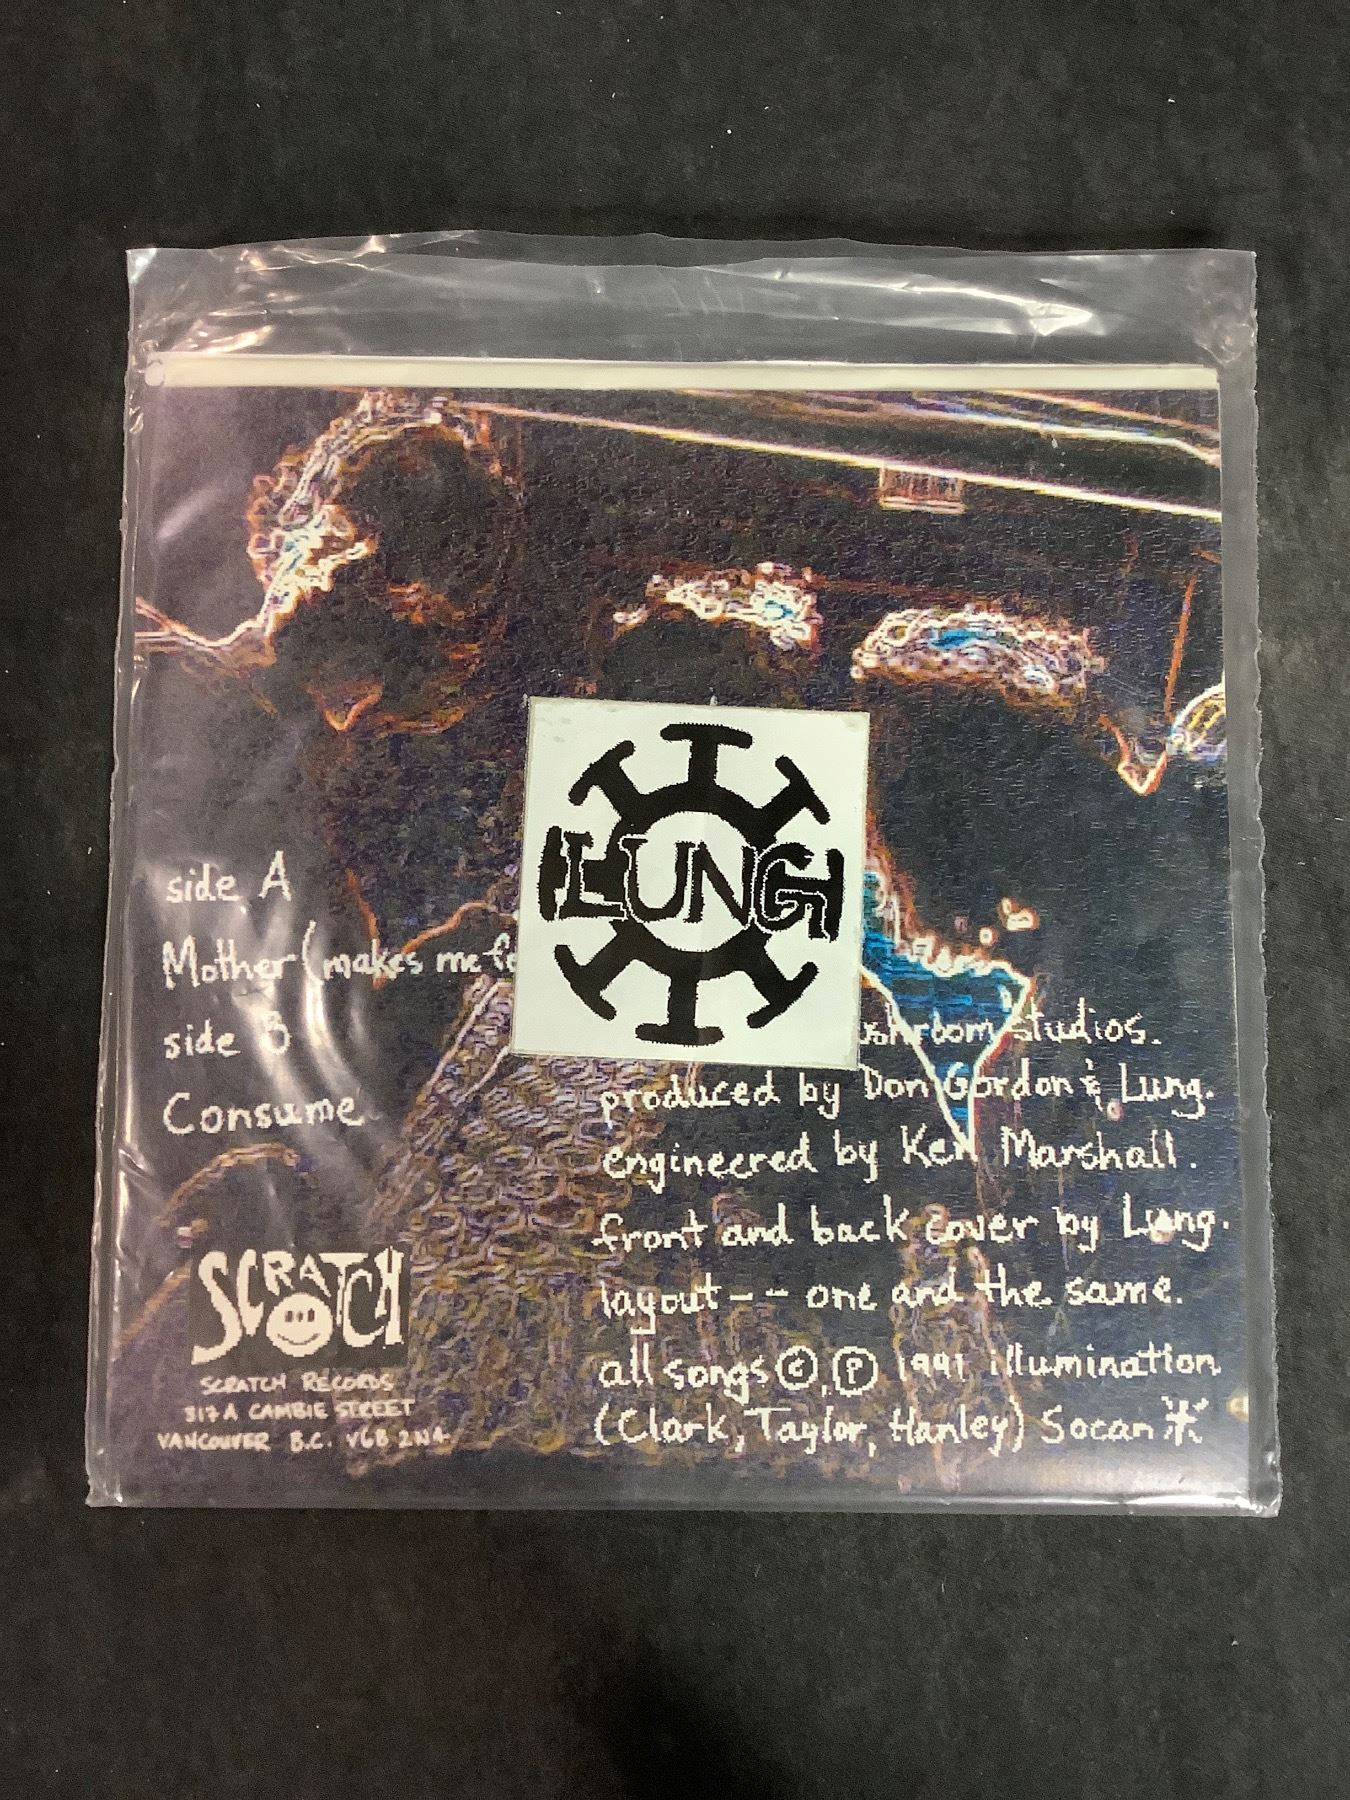 LUNG
side A
Mother (makes me
side B
Consume
studios.
produced by Don Gordon & Lung.
engineered by Ken Marshall.
front and back cover by Lung.
layout -- one and the same.
all songs ©, ℗ 1991 illumination
(Clark, Taylor, Hanley) Socan
SCRATCH
SCRATCH RECORDS
317A CAMBIE STREET
VANCOUVER B.C. V6B 2N4